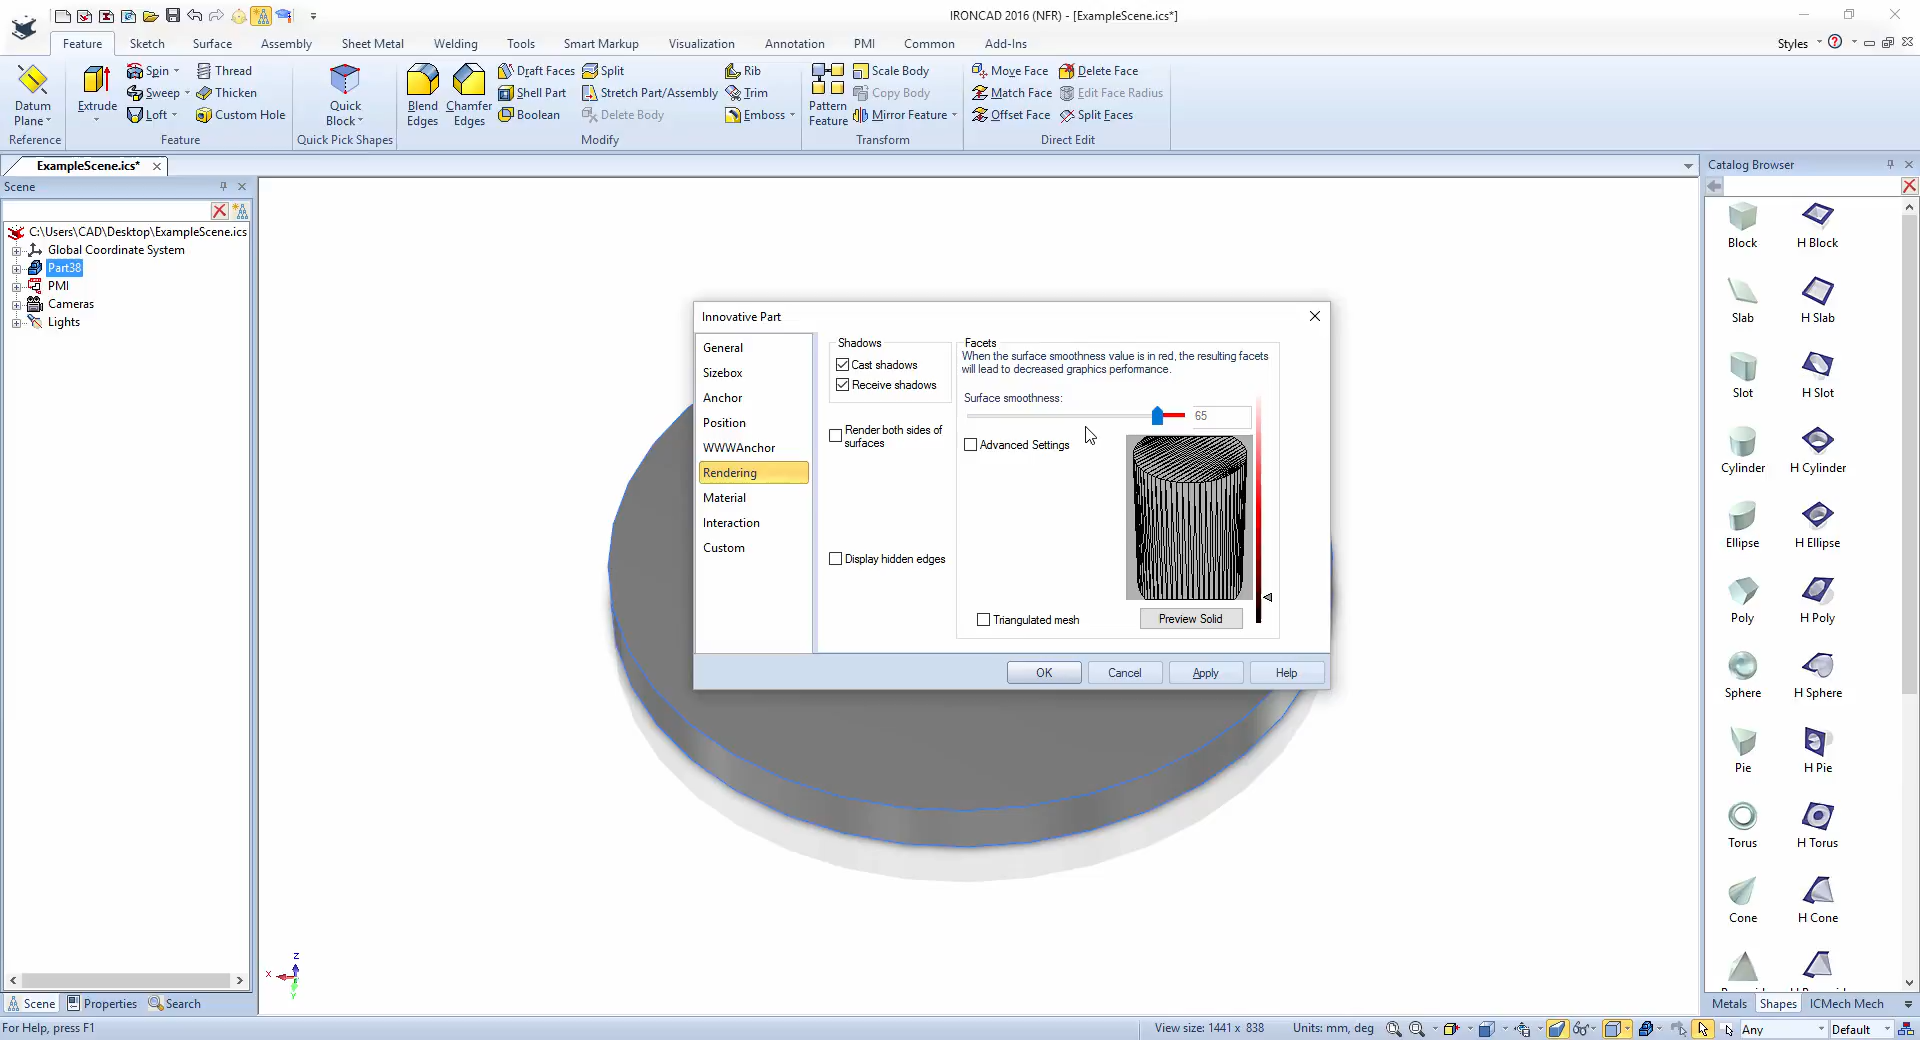 IRONCAD 2016 (NFR) - [ExampleScene.ics*]
Feature Sketch Surface Assembly Sheet Metal Welding Tools Smart Markup Visualization Annotation PMI Common Add-Ins Styles
Datum Plane
Reference
Extrude
Spin
Sweep
Loft
Thread
Thicken
Custom Hole
Feature
Quick Block
Quick Pick Shapes
Blend Edges
Chamfer Edges
Draft Faces
Shell Part
Boolean
Split
Stretch Part/Assembly
Delete Body
Rib
Trim
Emboss
Modify
Pattern Feature
Scale Body
Copy Body
Mirror Feature
Transform
Move Face
Match Face
Offset Face
Delete Face
Edit Face Radius
Split Faces
Direct Edit
ExampleScene.ics*
Scene
C:\Users\CAD\Desktop\ExampleScene.ics
Global Coordinate System
Part38
PMI
Cameras
Lights
Innovative Part
General
Sizebox
Anchor
Position
WWWAnchor
Rendering
Material
Interaction
Custom
Shadows
Cast shadows
Receive shadows
Render both sides of
surfaces
Display hidden edges
Facets
When the surface smoothness value is in red, the resulting facets
will lead to decreased graphics performance.
Surface smoothness:
65
Advanced Settings
Triangulated mesh
Preview Solid
OK Cancel Apply Help
Z
X
Y
Catalog Browser
Block H Block
Slab H Slab
Slot H Slot
Cylinder H Cylinder
Ellipse H Ellipse
Poly H Poly
Sphere H Sphere
Pie H Pie
Torus H Torus
Cone H Cone
Metals Shapes ICMech Mech
Scene Properties Search
For Help, press F1
View size: 1441 x 838 Units: mm, deg Any Default